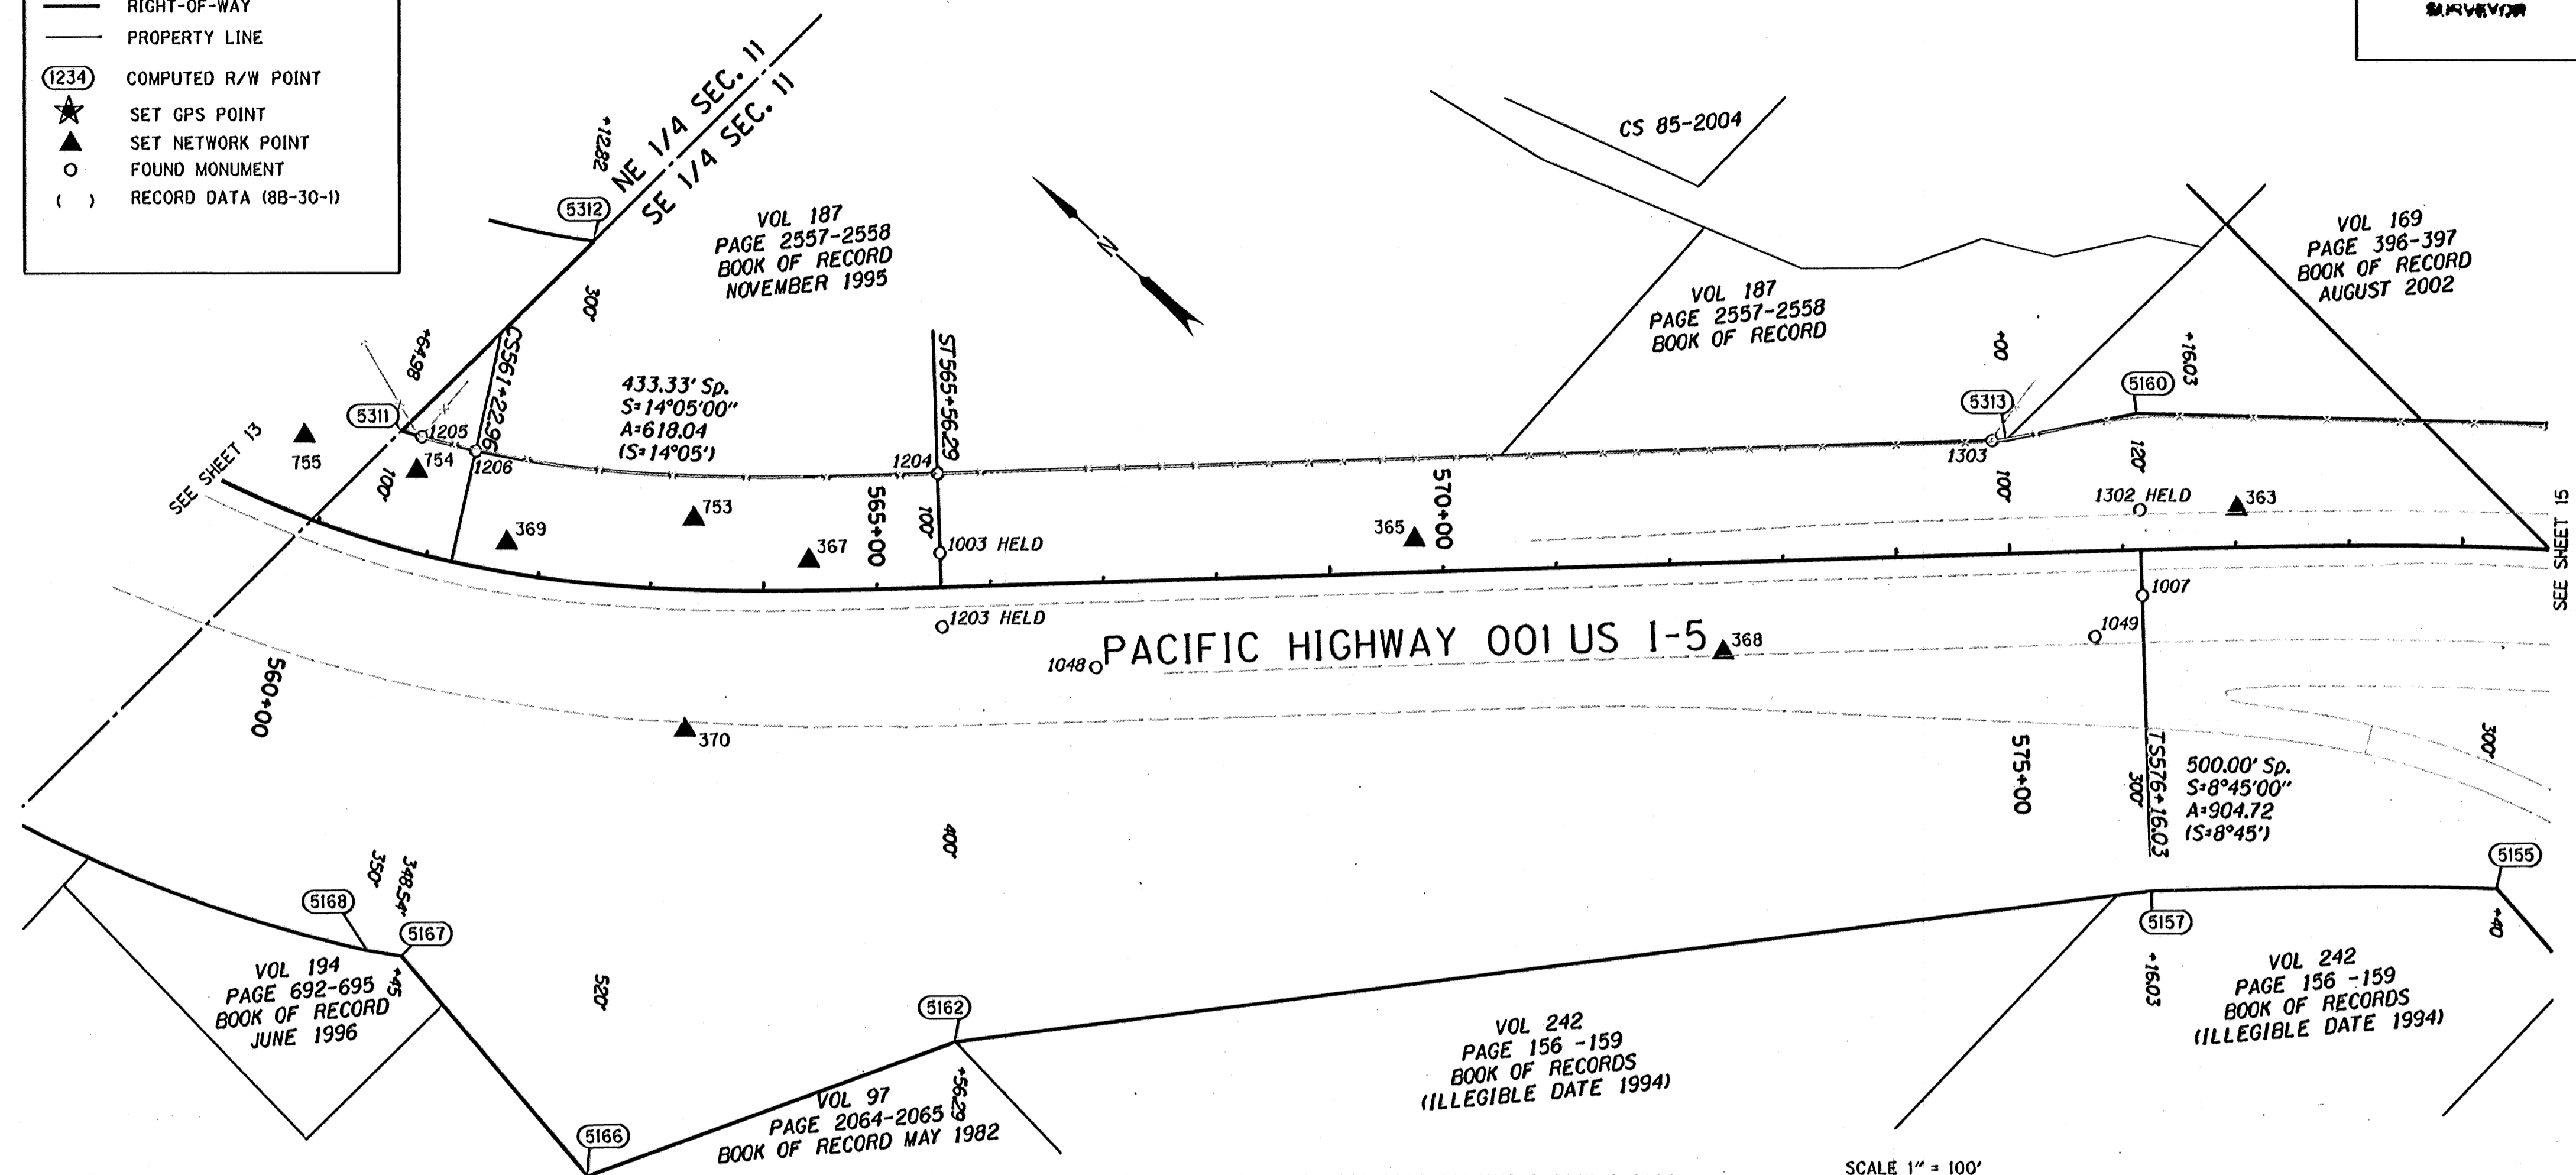 RIGHT-OF-WAY
PROPERTY LINE
1234 COMPUTED R/W POINT
SET GPS POINT
SET NETWORK POINT
FOUND MONUMENT
( ) RECORD DATA (8B-30-1)
SURVEYOR
NE 1/4 SEC. 11
SE 1/4 SEC. 11
+12.82
5312
VOL 187
PAGE 2557-2558
BOOK OF RECORD
NOVEMBER 1995
300'
N
CS 85-2004
VOL 187
PAGE 2557-2558
BOOK OF RECORD
VOL 169
PAGE 396-397
BOOK OF RECORD
AUGUST 2002
+64.98
5311
CS561+22.96
433.33' Sp.
S=14°05'00"
A=618.04
(S=14°05')
ST565+56.29
+00
5313
5160
+16.03
SEE SHEET 13
755
1205
754
1206
100'
1204
1303
100'
120'
1302 HELD
363
369
753
367
565+00
100'
1003 HELD
365
570+00
SEE SHEET 15
1203 HELD
1048
PACIFIC HIGHWAY 001 US I-5
368
1049
1007
560+00
370
575+00
300'
TS576+16.03
500.00' Sp.
S=8°45'00"
A=904.72
(S=8°45')
300'
400'
350'
348.54'
5168
5167
+45
5155
+40
5157
+16.03
VOL 194
PAGE 692-695
BOOK OF RECORD
JUNE 1996
520'
5162
+56.29
5166
VOL 97
PAGE 2064-2065
BOOK OF RECORD MAY 1982
VOL 242
PAGE 156 -159
BOOK OF RECORDS
(ILLEGIBLE DATE 1994)
VOL 242
PAGE 156 -159
BOOK OF RECORDS
(ILLEGIBLE DATE 1994)
SCALE 1" = 100'